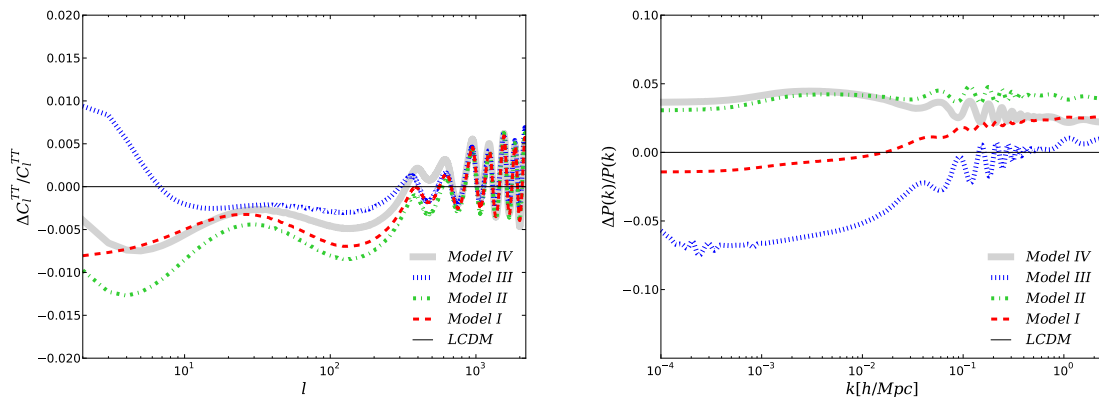 0.020
0.015
0.010
0.005
0.000
−0.005
−0.010
−0.015
−0.020
ΔC_l^{TT}/C_l^{TT}
10^1
10^2
10^3
l
Model IV
Model III
Model II
Model I
LCDM
0.10
0.05
0.00
−0.05
−0.10
ΔP(k)/P(k)
10^{−4}
10^{−3}
10^{−2}
10^{−1}
10^0
k[h/Mpc]
Model IV
Model III
Model II
Model I
LCDM